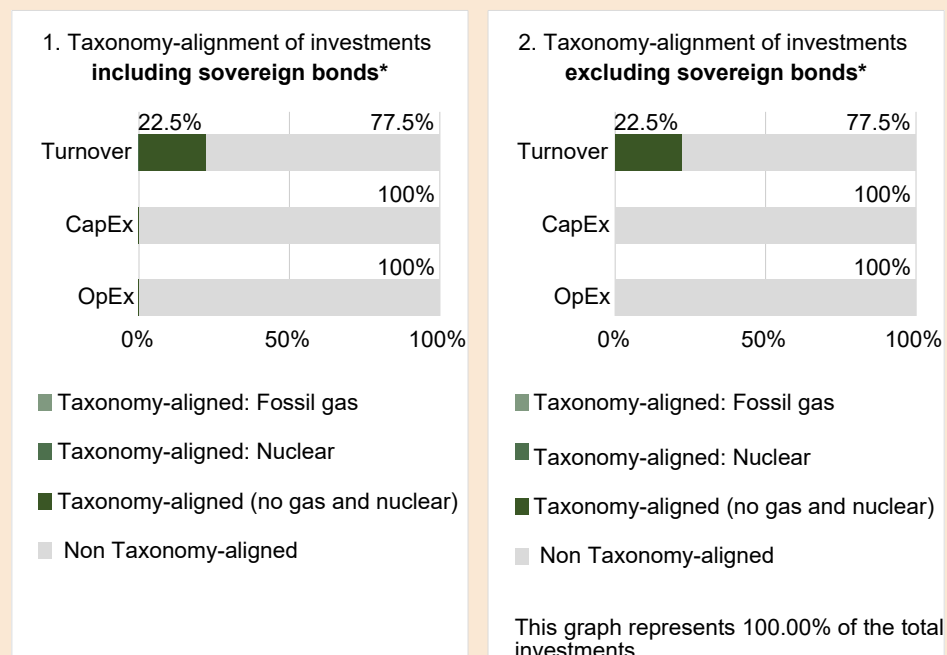 1. Taxonomy-alignment of investments
including sovereign bonds*
22.5% 77.5%
Turnover
100%
CapEx
100%
OpEx
0% 50% 100%
Taxonomy-aligned: Fossil gas
Taxonomy-aligned: Nuclear
Taxonomy-aligned (no gas and nuclear)
Non Taxonomy-aligned
2. Taxonomy-alignment of investments
excluding sovereign bonds*
22.5% 77.5%
Turnover
100%
CapEx
100%
OpEx
0% 50% 100%
Taxonomy-aligned: Fossil gas
Taxonomy-aligned: Nuclear
Taxonomy-aligned (no gas and nuclear)
Non Taxonomy-aligned
This graph represents 100.00% of the total
investments